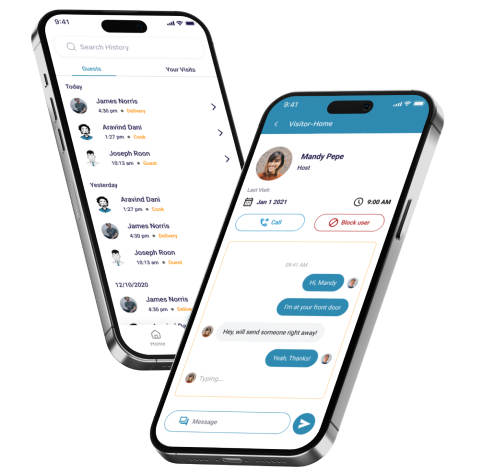 9:41
Search History
Guests Your Visits
Today
James Norris
4:30 pm • Delivery
Aravind Dani
1:27 pm • Cook
Joseph Roon
10:13 am • Guest
Yesterday
Aravind Dani
1:27 pm • Cook
James Norris
4:30 pm • Delivery
Joseph Roon
10:13 am • Guest
12/10/2020
James Norris
4:30 pm • Delivery
Home
9:41
Visitor-Home
Mandy Pepe
Host
Last Visit:
Jan 1 2021 9:00 AM
Call Block user
09:41 AM
Hi, Mandy
I'm at your front door
Hey, will send someone right away!
Yeah, Thanks!
Typing...
Message